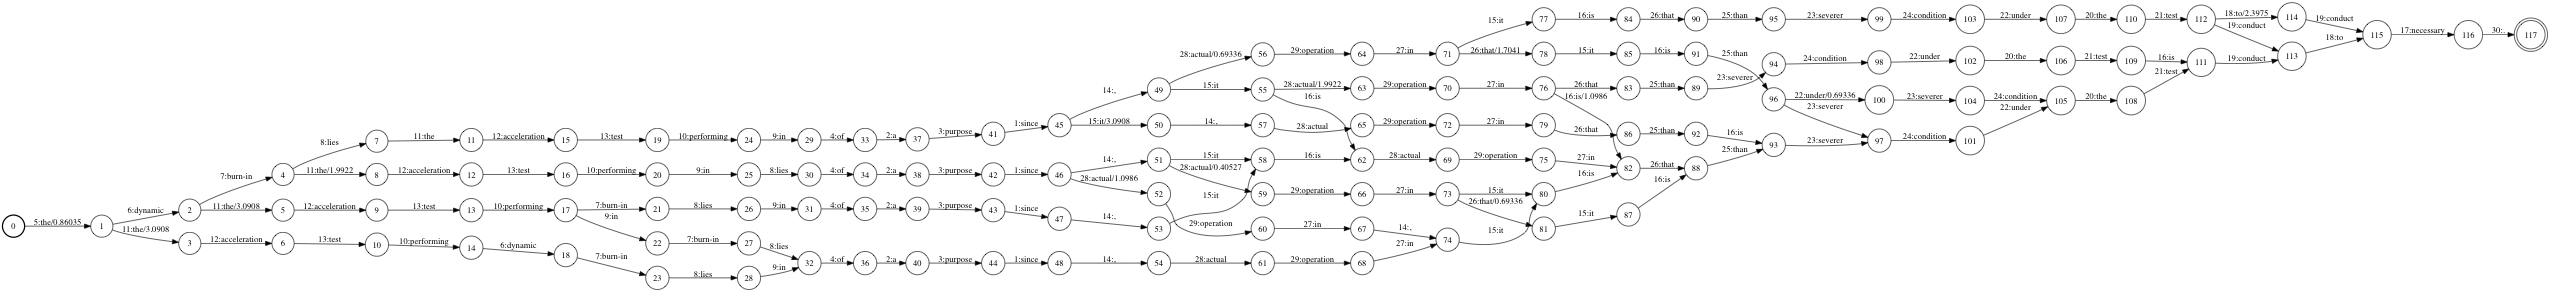 15:it 77 16:is 84 26:that 90 25:than 95 23:severer 99 24:condition 103 22:under 107 20:the 110 21:test 112 18:to/2.3975 114 19:conduct
19:conduct 18:to 115 17:necessary 116 30:. 117
28:actual/0.69336 56 29:operation 64 27:in 71 26:that/1.7041 78 15:it 85 16:is 91 25:than
94 24:condition 98 22:under 102 20:the 106 21:test 109 16:is 111 19:conduct 113
14:, 49 15:it 55 28:actual/1.9922 63 29:operation 70 27:in 76 26:that 83 25:than 89 23:severer
16:is 16:is/1.0986 96 22:under/0.69336 100 23:severer 104 24:condition 105 20:the 108 21:test
23:severer 22:under
8:lies 7 11:the 11 12:acceleration 15 13:test 19 10:performing 24 9:in 29 4:of 33 2:a 37 3:purpose 41 1:since 45 15:it/3.0908 50 14:, 57 28:actual 65 29:operation 72 27:in 79 26:that 86 25:than 92 16:is 93 23:severer 97 24:condition 101
7:burn-in 4 11:the/1.9922 8 12:acceleration 12 13:test 16 10:performing 20 9:in 25 8:lies 30 4:of 34 2:a 38 3:purpose 42 1:since 46 14:, 51 15:it 58 16:is 62 28:actual 69 29:operation 75 27:in 82 26:that 88 25:than
28:actual/1.0986 52 28:actual/0.40527 59 29:operation 66 27:in 73 15:it 80 16:is
6:dynamic 2 11:the/3.0908 5 12:acceleration 9 13:test 13 10:performing 17 7:burn-in 21 8:lies 26 9:in 31 4:of 35 2:a 39 3:purpose 43 1:since 47 14:, 53 15:it 26:that/0.69336 81 15:it 87 16:is
0 5:the/0.86035 1 11:the/3.0908 3 12:acceleration 6 13:test 10 10:performing 14 6:dynamic 18 7:burn-in 23 8:lies 28 9:in
9:in 22 7:burn-in 27 8:lies 29:operation 60 27:in 67 14:, 74 15:it
32 4:of 36 2:a 40 3:purpose 44 1:since 48 14:, 54 28:actual 61 29:operation 68 27:in